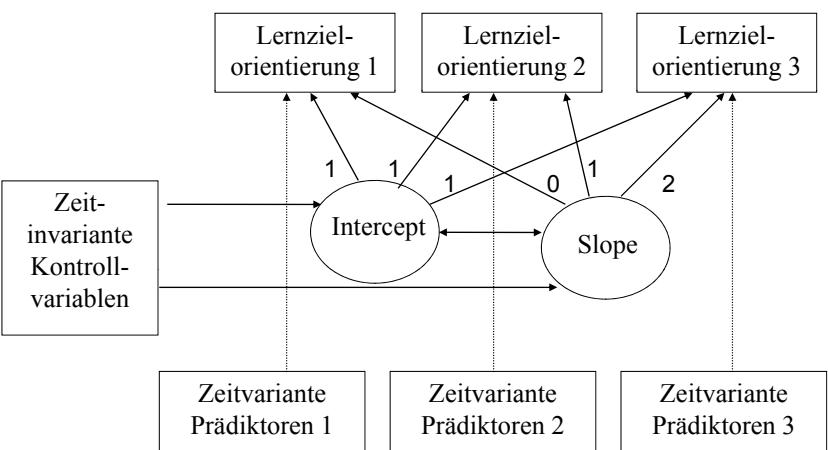 Lernziel-
orientierung 1
Lernziel-
orientierung 2
Lernziel-
orientierung 3
1
1
1
0
1
2
Zeit-
invariante
Kontroll-
variablen
Intercept
Slope
Zeitvariante
Prädiktoren 1
Zeitvariante
Prädiktoren 2
Zeitvariante
Prädiktoren 3